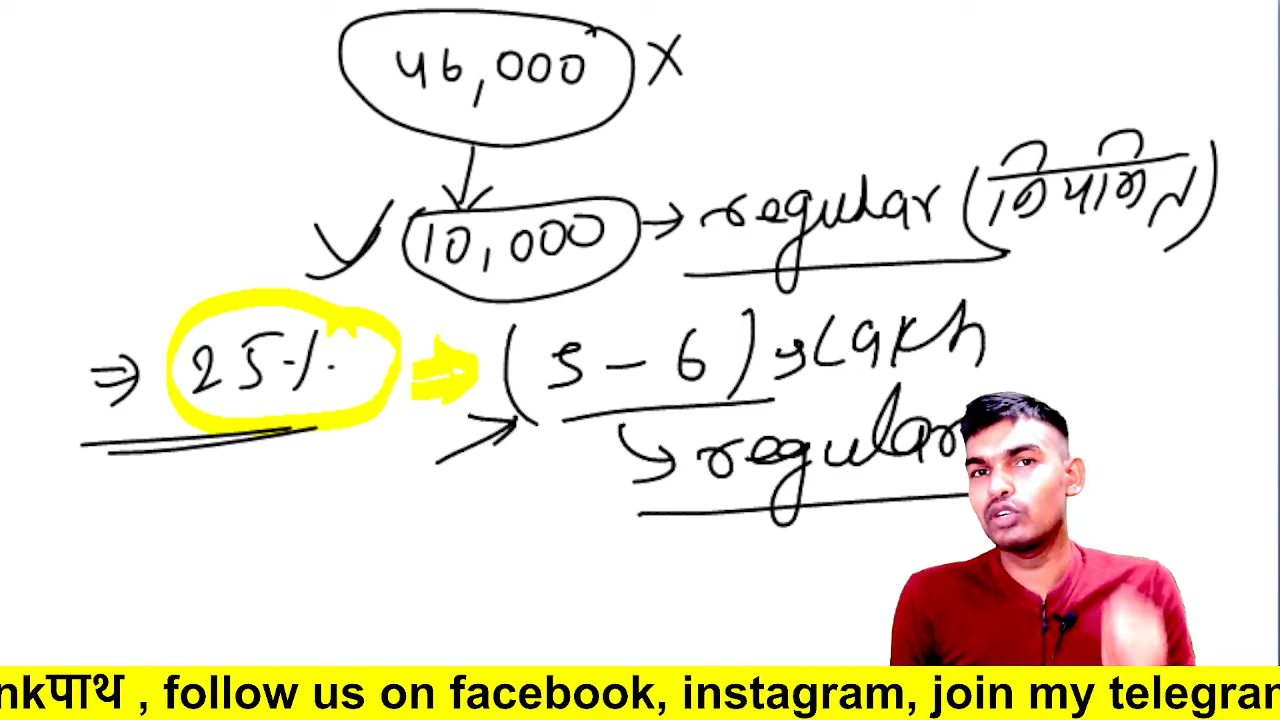 46,000 X
10,000 → regular (नियमित)
⇒ 25% ⇒ (5-6) → Lakh
→ regular
nkपाथ , follow us on facebook, instagram, join my telegran